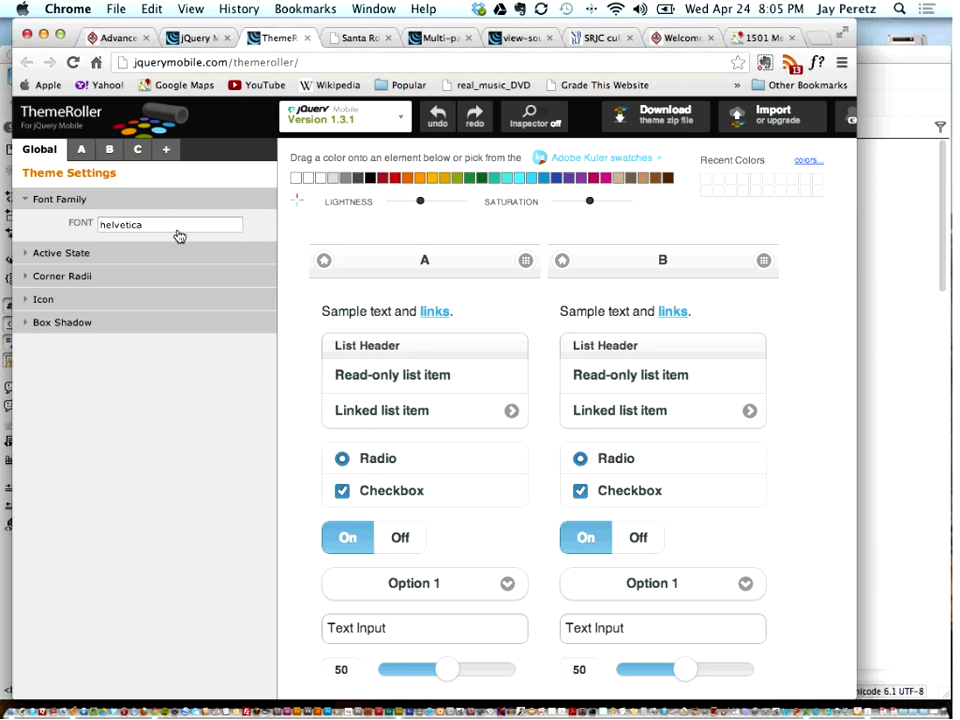 Chrome File Edit View History Bookmarks Window Help Wed Apr 24 8:05 PM Jay Peretz
Advance jQuery M ThemeR Santa Ro Multi-pa view-sou SRJC cul Welcome 1501 Me
jquerymobile.com/themeroller/ f? 13
Apple Yahoo! Google Maps YouTube Wikipedia Popular real_music_DVD Grade This Website » Other Bookmarks
ThemeRoller
For jQuery Mobile
jQuery Mobile
Version 1.3.1
undo
redo
Inspector off
Download
theme zip file
Import
or upgrade
Global A B C +
Theme Settings
Font Family
FONT helvetica
Active State
Corner Radii
Icon
Box Shadow
Drag a color onto an element below or pick from the Adobe Kuler swatches
Recent Colors colors...
LIGHTNESS SATURATION
A
Sample text and links.
List Header
Read-only list item
Linked list item
Radio
Checkbox
On Off
Option 1
Text Input
50
B
Sample text and links.
List Header
Read-only list item
Linked list item
Radio
Checkbox
On Off
Option 1
Text Input
50
nicode 6.1 UTF-8